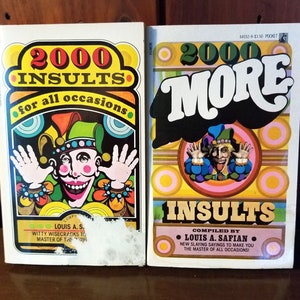 2000
INSULTS
for all occasions
LOUIS A. S
WITTY WISECRACKS
MASTER OF
2000
MORE
INSULTS
COMPILED BY
LOUIS A. SAFIAN
NEW SLAYING SAYINGS TO MAKE YOU
THE MASTER OF ALL OCCASIONS!